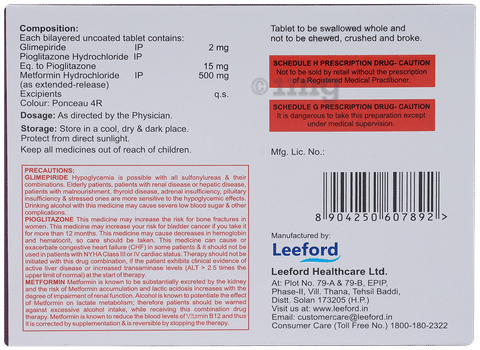 Composition:
Each bilayered uncoated tablet contains:
Glimepiride IP 2 mg
Pioglitazone Hydrochloride IP
Eq. to Pioglitazone 15 mg
Metformin Hydrochloride IP 500 mg
(as extended-release)
Excipients q.s.
Colour: Ponceau 4R
Dosage: As directed by the Physician.
Storage: Store in a cool, dry & dark place.
Protect from direct sunlight.
Keep all medicines out of reach of children.
PRECAUTIONS:
GLIMEPIRIDE Hypoglycemia is possible with all sulfonylureas & their
combinations. Elderly patients, patients with renal disease or hepatic disease,
patients with malnourishment, thyroid disease, adrenal insufficiency, pituitary
insufficiency & stressed ones are more sensitive to the hypoglycemic effects.
Drinking alcohol with this medicine may cause severe low blood sugar & other
complications.
PIOGLITAZONE This medicine may increase the risk for bone fractures in
women. This medicine may increase your risk for bladder cancer if you take it
for more than 12 months. This medicine may cause decreases in hemoglobin
and hematocrit, so care should be taken. This medicine can cause or
exacerbate congestive heart failure (CHF) in some patients & it should not be
used in patients with NYHA Class III or IV cardiac status. Therapy should not be
initiated with this drug combination, if the patient exhibits clinical evidence of
active liver disease or increased transaminase levels (ALT > 2.5 times the
upper limit of normal) at the start of therapy.
METFORMIN Metformin is known to be substantially excreted by the kidney
and the risk of Metformin accumulation and lactic acidosis increases with the
degree of impairment of renal function. Alcohol is known to potentiate the effect
of Metformin on lactate metabolism; therefore patients should be warned
against excessive alcohol intake, while receiving this combination drug
therapy. Metformin is known to reduce the blood levels of Vitamin B12 and thus
it is corrected by supplementation & is reversible by stopping the therapy.
Tablet to be swallowed whole and
not to be chewed, crushed and broke.
SCHEDULE H PRESCRIPTION DRUG- CAUTION
Not to be sold by retail without the prescription
of a Registered Medical Practitioner.
1mg
SCHEDULE G PRESCRIPTION DRUG- CAUTION
It is dangerous to take this preparation except
under medical supervision.
Mfg. Lic. No.:
8 904250 607892 >
Manufactured by:
Leeford
Leeford Healthcare Ltd.
At: Plot No. 79-A & 79-B, EPIP,
Phase-II, Vill. Thana, Tehsil Baddi,
Distt. Solan 173205 (H.P.)
Visit us at: www.leeford.in
Email: customercare@leeford.in
Consumer Care (Toll Free No.) 1800-180-2322